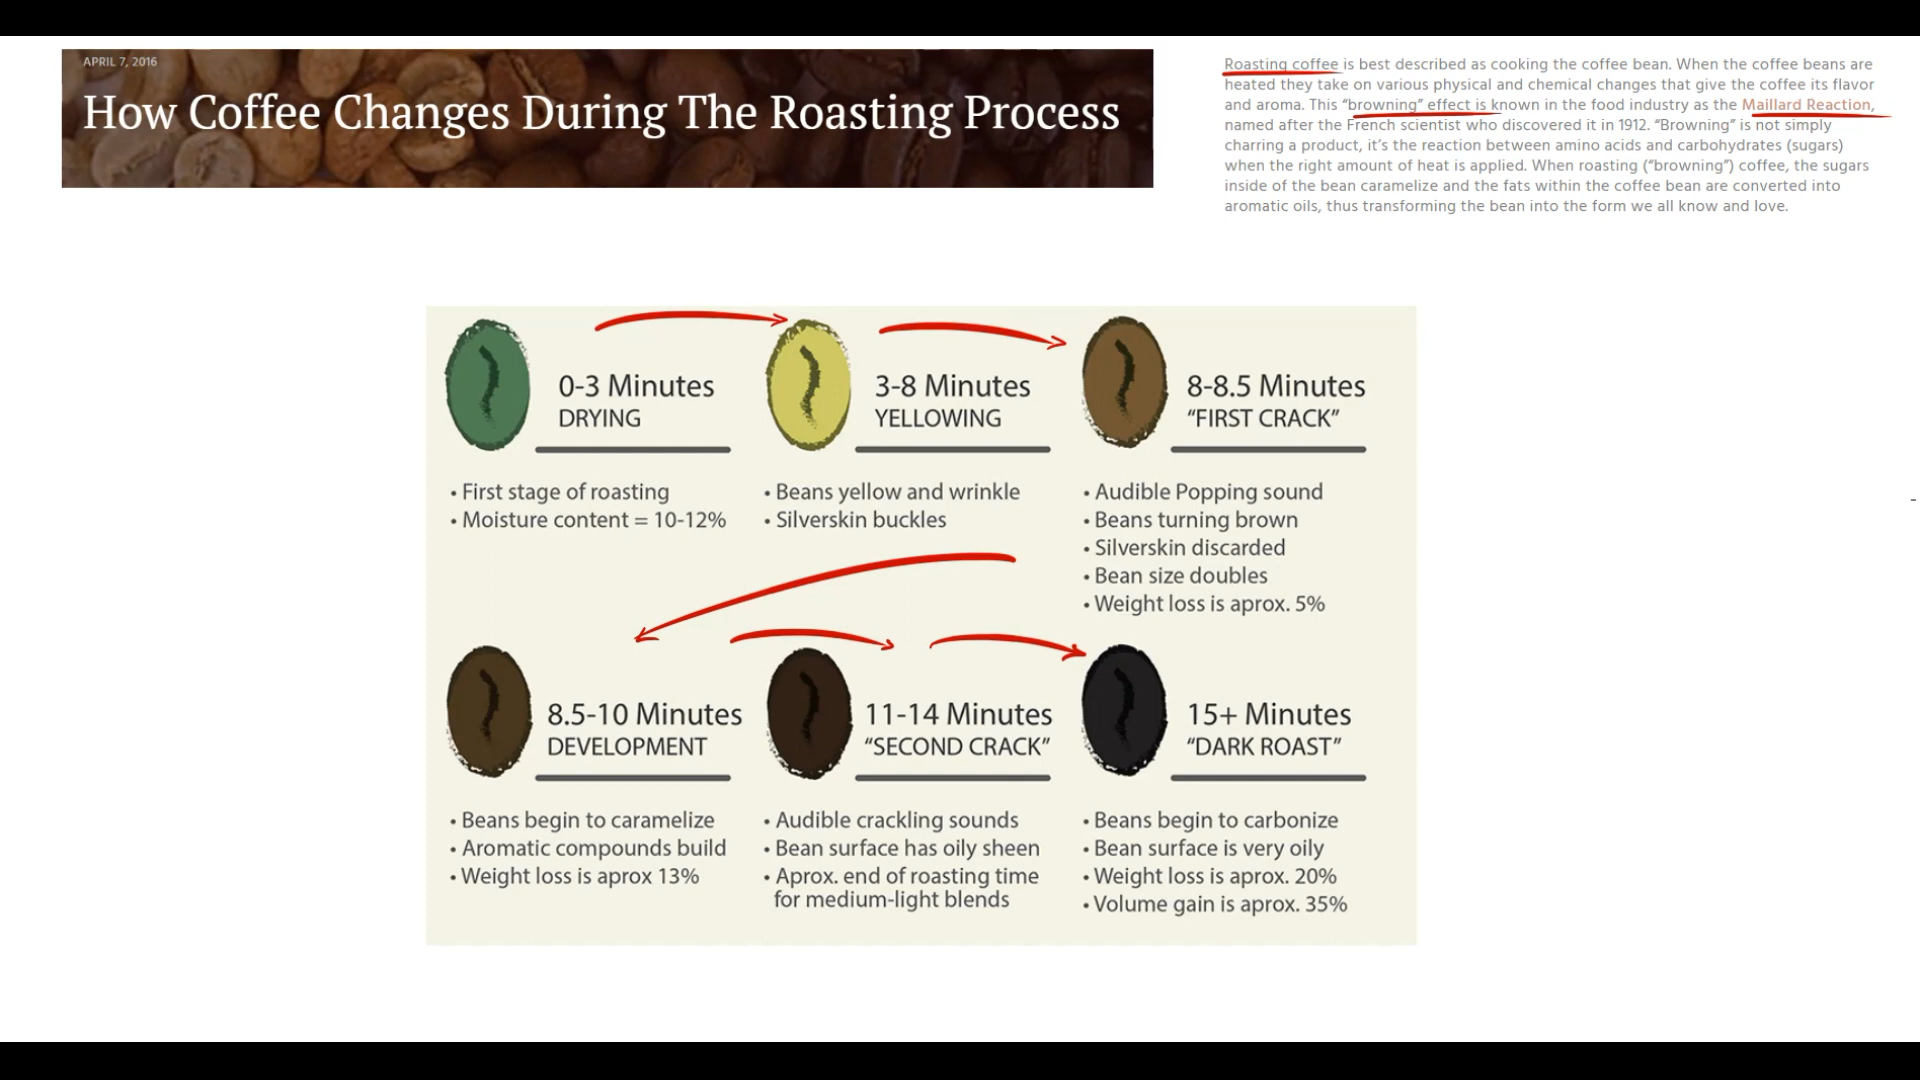 APRIL 7, 2016
How Coffee Changes During The Roasting Process
Roasting coffee is best described as cooking the coffee bean. When the coffee beans are
heated they take on various physical and chemical changes that give the coffee its flavor
and aroma. This “browning” effect is known in the food industry as the Maillard Reaction,
named after the French scientist who discovered it in 1912. “Browning” is not simply
charring a product, it’s the reaction between amino acids and carbohydrates (sugars)
when the right amount of heat is applied. When roasting (“browning”) coffee, the sugars
inside of the bean caramelize and the fats within the coffee bean are converted into
aromatic oils, thus transforming the bean into the form we all know and love.
0-3 Minutes
DRYING
• First stage of roasting
• Moisture content = 10-12%
3-8 Minutes
YELLOWING
• Beans yellow and wrinkle
• Silverskin buckles
8-8.5 Minutes
“FIRST CRACK”
• Audible Popping sound
• Beans turning brown
• Silverskin discarded
• Bean size doubles
• Weight loss is aprox. 5%
8.5-10 Minutes
DEVELOPMENT
• Beans begin to caramelize
• Aromatic compounds build
• Weight loss is aprox 13%
11-14 Minutes
“SECOND CRACK”
• Audible crackling sounds
• Bean surface has oily sheen
• Aprox. end of roasting time
for medium-light blends
15+ Minutes
“DARK ROAST”
• Beans begin to carbonize
• Bean surface is very oily
• Weight loss is aprox. 20%
• Volume gain is aprox. 35%